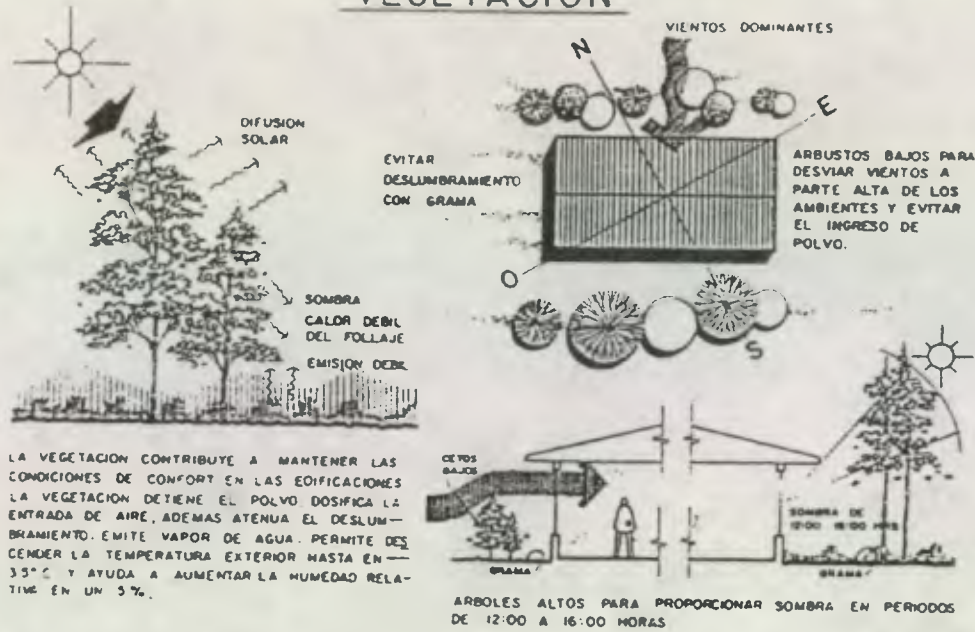 VEGETACION
VIENTOS DOMINANTES
N
E
DIFUSION
SOLAR
EVITAR
DESLUMBRAMIENTO
CON GRAMA
ARBUSTOS BAJOS PARA
DESVIAR VIENTOS A
PARTE ALTA DE LOS
AMBIENTES Y EVITAR
EL INGRESO DE
POLVO.
O
S
SOMBRA
CALOR DEBIL
DEL FOLLAJE
EMISION DEBIL
LA VEGETACION CONTRIBUYE A MANTENER LAS
CONDICIONES DE CONFORT EN LAS EDIFICACIONES
LA VEGETACION DETIENE EL POLVO. DOSIFICA LA
ENTRADA DE AIRE, ADEMAS ATENUA EL DESLUM-
BRAMIENTO. EMITE VAPOR DE AGUA. PERMITE DES
CENDER LA TEMPERATURA EXTERIOR HASTA EN
Y AYUDA A AUMENTAR LA HUMEDAD RELA-
EN UN 5%.
BAJOS
GRAMA
SOMBRA DE
12:00 16:00 HRS
GRAMA
ARBOLES ALTOS PARA PROPORCIONAR SOMBRA EN PERIODOS
DE 12:00 A 16:00 HORAS